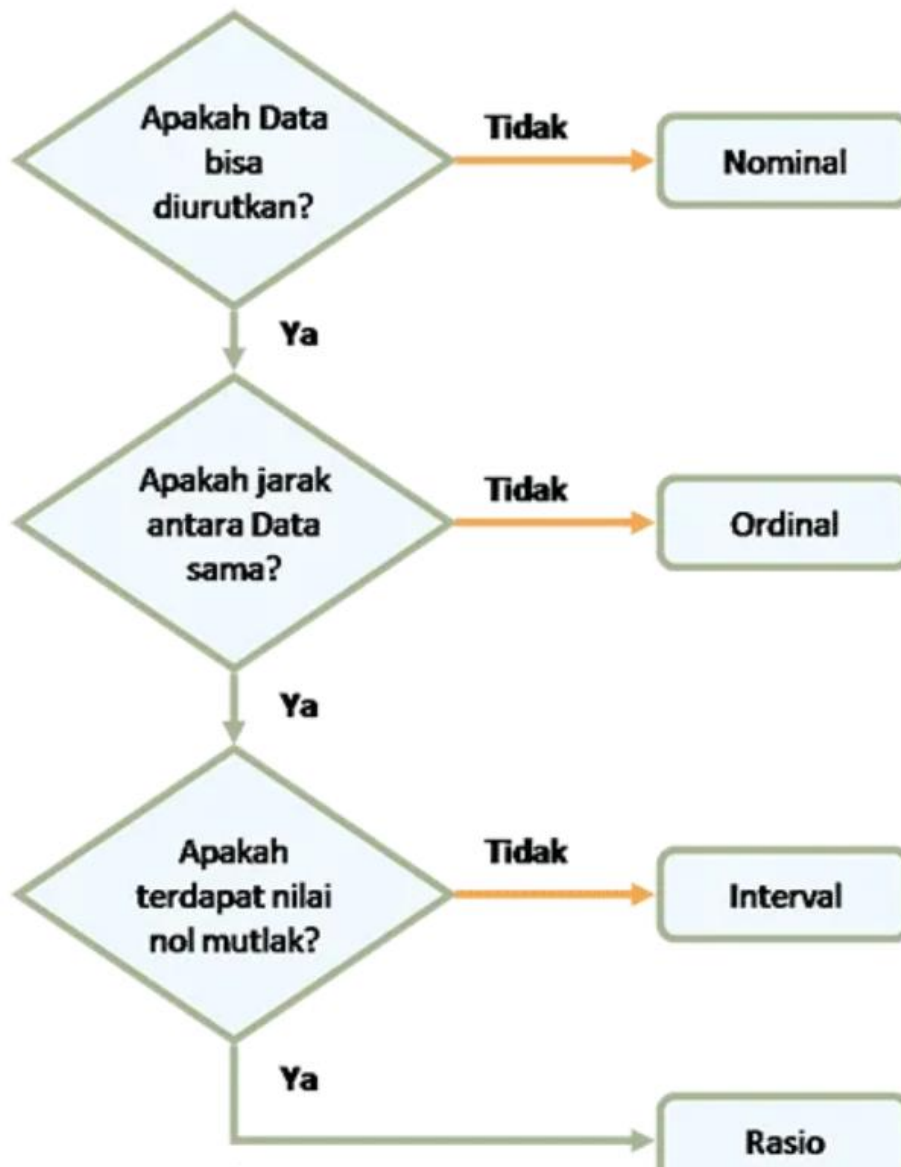 Apakah Data
bisa
diurutkan?
Tidak
Nominal
Ya
Apakah jarak
antara Data
sama?
Tidak
Ordinal
Ya
Apakah
terdapat nilai
nol mutlak?
Tidak
Interval
Ya
Rasio